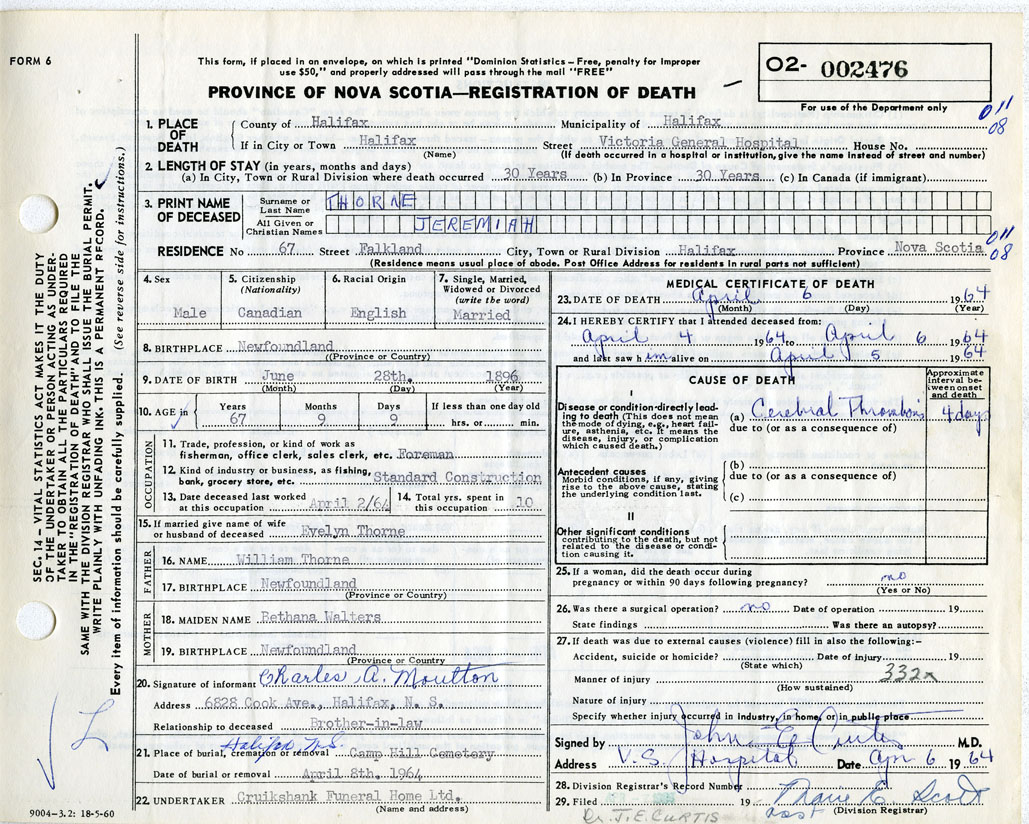 FORM 6
This form, if placed in an envelope, on which is printed "Dominion Statistics – Free, penalty for improper
use $50," and properly addressed will pass through the mail "FREE"
PROVINCE OF NOVA SCOTIA—REGISTRATION OF DEATH
O2- 002476
For use of the Department only
011
08
1. PLACE OF DEATH
County of Halifax Municipality of Halifax
If in City or Town Halifax Street Victoria General Hospital House No.
(Name) (If death occurred in a hospital or institution, give the name instead of street and number)
2. LENGTH OF STAY (in years, months and days)
(a) In City, Town or Rural Division where death occurred 30 Years (b) In Province 30 Years (c) In Canada (if immigrant)
3. PRINT NAME OF DECEASED
Surname or Last Name THORNE
All Given or Christian Names JEREMIAH
011
08
RESIDENCE No 67 Street Falkland City, Town or Rural Division Halifax Province Nova Scotia
(Residence means usual place of abode. Post Office Address for residents in rural parts not sufficient)
4. Sex Male
5. Citizenship (Nationality) Canadian
6. Racial Origin English
7. Single, Married, Widowed or Divorced (write the word) Married
8. BIRTHPLACE Newfoundland
(Province or Country)
9. DATE OF BIRTH June 28th. 1896
(Month) (Day) (Year)
10. AGE in Years 67 Months 9 Days 9 If less than one day old hrs. or min.
OCCUPATION
11. Trade, profession, or kind of work as
fisherman, office clerk, sales clerk, etc. Foreman
12. Kind of industry or business, as fishing,
bank, grocery store, etc. Standard Construction
13. Date deceased last worked at this occupation April 2/64
14. Total yrs. spent in this occupation 10
15. If married give name of wife
or husband of deceased Evelyn Thorne
FATHER
16. NAME William Thorne
17. BIRTHPLACE Newfoundland
(Province or Country)
MOTHER
18. MAIDEN NAME Bethana Walters
19. BIRTHPLACE Newfoundland
(Province or Country
20. Signature of informant Charles A. Moulton
Address 6828 Cook Ave., Halifax, N. S.
Relationship to deceased Brother-in-law
Halifax N.S.
21. Place of burial, cremation or removal Camp Hill Cemetery
Date of burial or removal April 8th. 1964
22. UNDERTAKER Cruikshank Funeral Home Ltd.
(Name and address)
9004–3.2: 18-5-60
MEDICAL CERTIFICATE OF DEATH
23. DATE OF DEATH April 6 1964
(Month) (Day) (Year)
24. I HEREBY CERTIFY that I attended deceased from:
April 4 1964 to April 6 1964
and last saw him alive on April 5 1964
CAUSE OF DEATH
Approximate interval between onset and death
I
Disease or condition directly leading to death (This does not mean the mode of dying, e.g., heart failure, asthenia, etc. It means the disease, injury, or complication which caused death.)
(a) Cerebral Thrombosis 4 days
due to (or as a consequence of)
Antecedent causes
Morbid conditions, if any, giving rise to the above cause, stating the underlying condition last.
(b)
due to (or as a consequence of)
(c)
II
Other significant conditions
contributing to the death, but not related to the disease or condition causing it.
25. If a woman, did the death occur during
pregnancy or within 90 days following pregnancy? no
(Yes or No)
26. Was there a surgical operation? no Date of operation 19
State findings Was there an autopsy?
27. If death was due to external causes (violence) fill in also the following:–
Accident, suicide or homicide? Date of injury 19
(State which)
Manner of injury 332x
(How sustained)
Nature of injury
Specify whether injury occurred in industry, in home, or in public place
Signed by John E Curtis M.D.
Address V.G. Hospital Date Apr 6 1964
28. Division Registrar's Record Number
29. Filed 19 Marie E. Scott
Asst (Division Registrar)
Dr. J.E. CURTIS
SEC. 14 – VITAL STATISTICS ACT MAKES IT THE DUTY
OF THE UNDERTAKER OR PERSON ACTING AS UNDER-
TAKER TO OBTAIN ALL THE PARTICULARS REQUIRED
IN THE "REGISTRATION OF DEATH" AND TO FILE THE
SAME WITH THE DIVISION REGISTRAR WHO SHALL ISSUE THE BURIAL PERMIT.
WRITE PLAINLY WITH UNFADING INK. THIS IS A PERMANENT RECORD.
Every item of information should be carefully supplied. (See reverse side for instructions.)